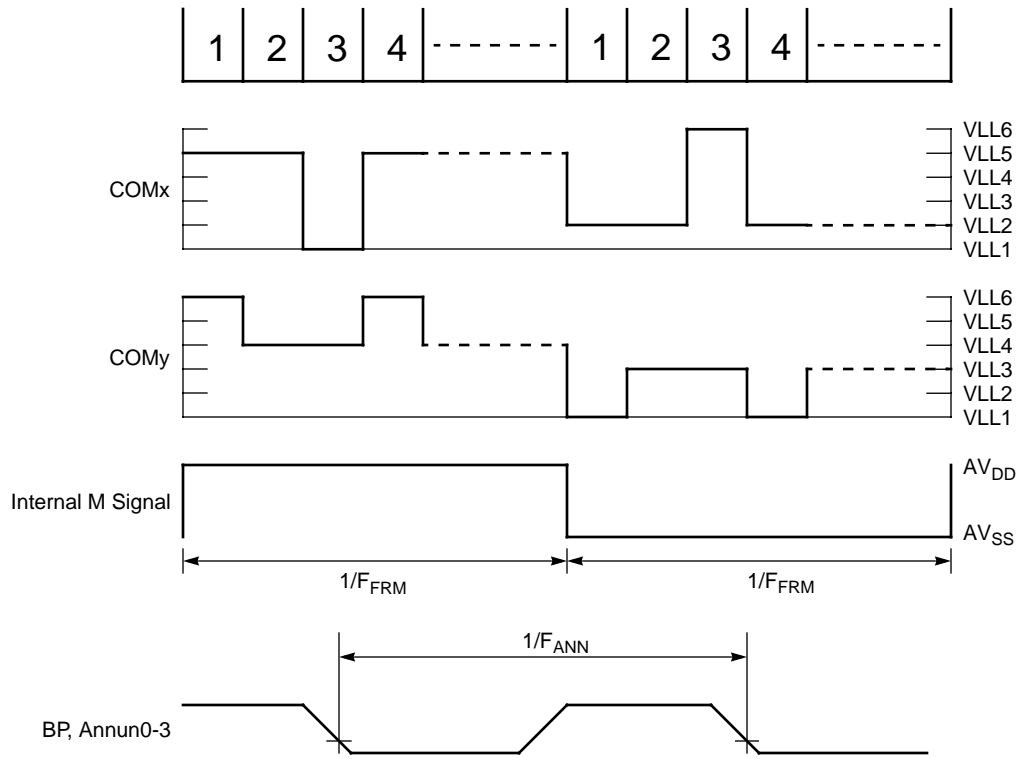 1 2 3 4 1 2 3 4
COMx
VLL6
VLL5
VLL4
VLL3
VLL2
VLL1
COMy
VLL6
VLL5
VLL4
VLL3
VLL2
VLL1
Internal M Signal
AVDD
AVSS
1/FFRM 1/FFRM
1/FANN
BP, Annun0-3